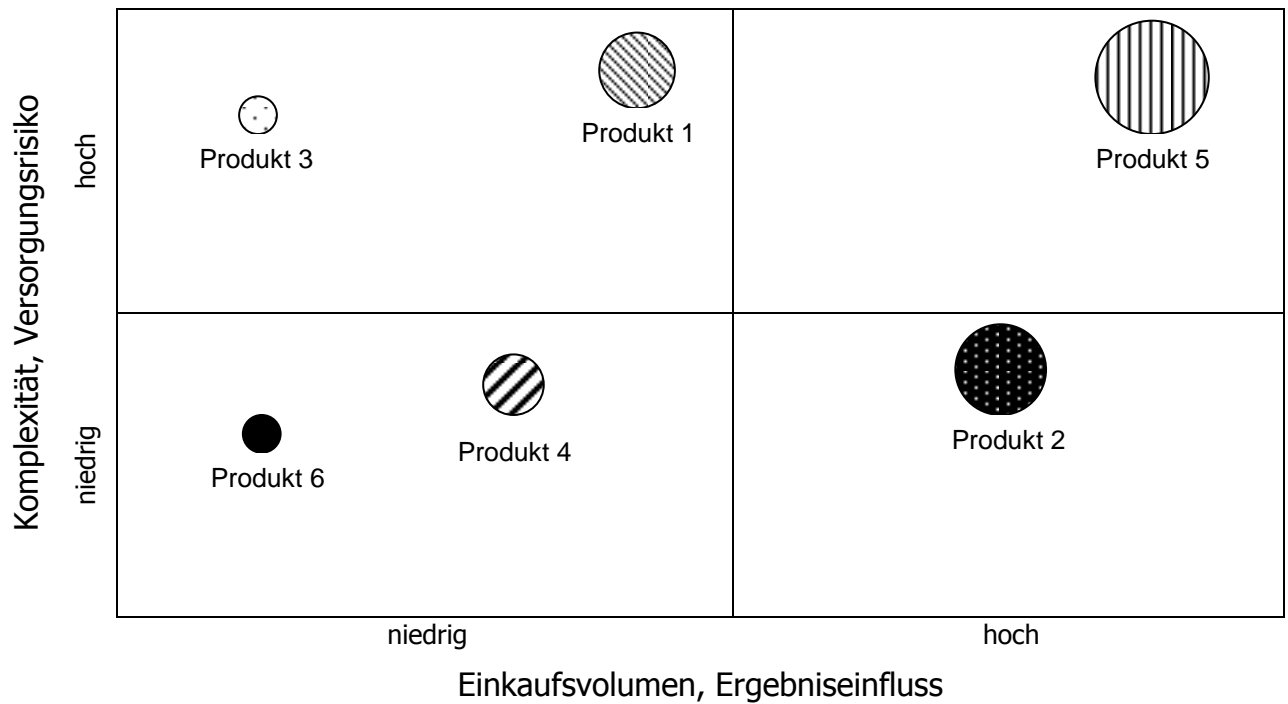 Komplexität, Versorgungsrisiko
hoch
niedrig
Produkt 3
Produkt 1
Produkt 5
Produkt 6
Produkt 4
Produkt 2
niedrig
hoch
Einkaufsvolumen, Ergebniseinfluss